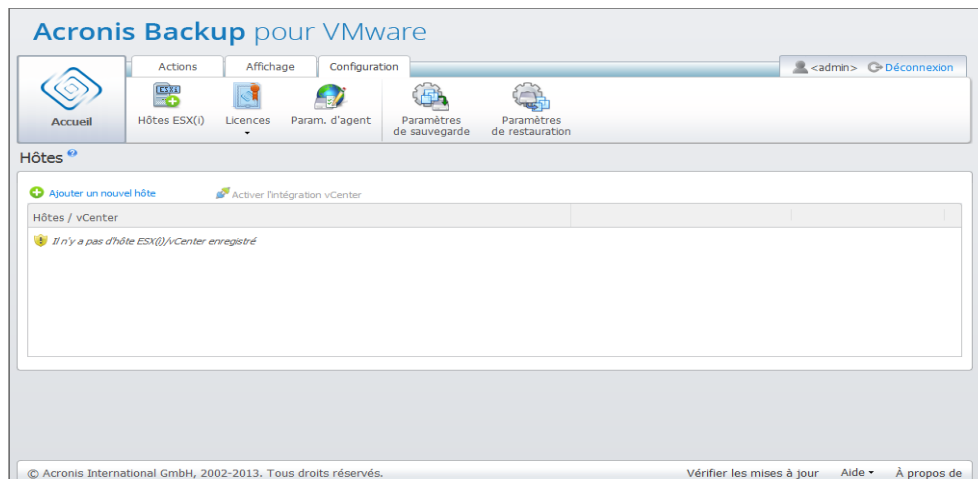 Acronis Backup pour VMware
Actions Affichage Configuration <admin> Déconnexion
Accueil Hôtes ESX(i) Licences Param. d'agent Paramètres de sauvegarde Paramètres de restauration
Hôtes
Ajouter un nouvel hôte Activer l'intégration vCenter
Hôtes / vCenter
Il n'y a pas d'hôte ESX(i)/vCenter enregistré
© Acronis International GmbH, 2002-2013. Tous droits réservés. Vérifier les mises à jour Aide À propos de